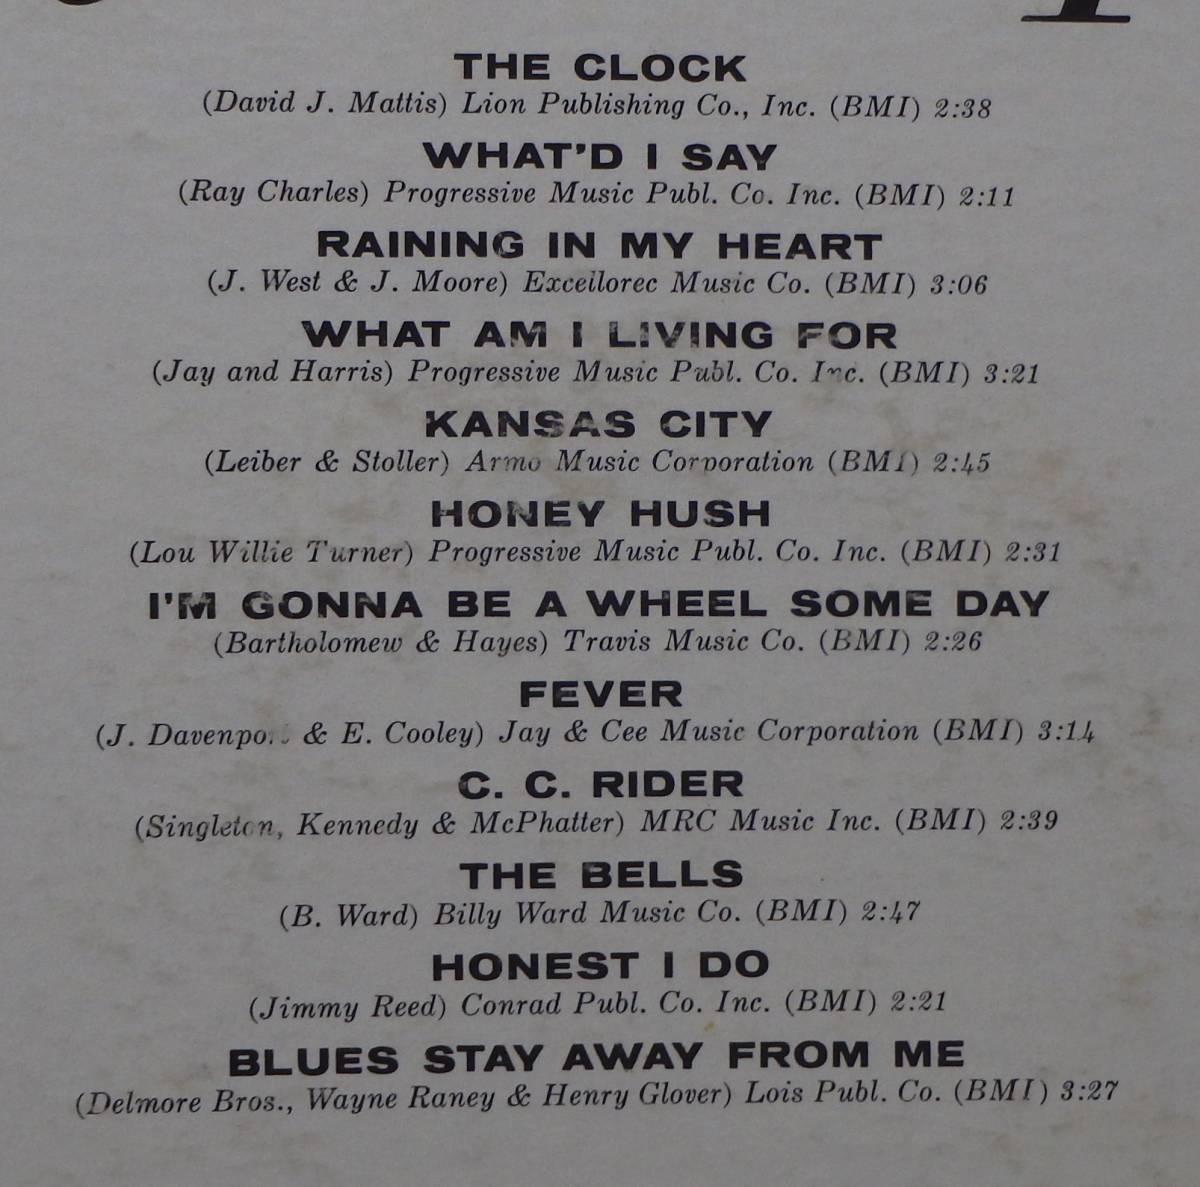 THE CLOCK
(David J. Mattis) Lion Publishing Co., Inc. (BMI) 2:38
WHAT'D I SAY
(Ray Charles) Progressive Music Publ. Co. Inc. (BMI) 2:11
RAINING IN MY HEART
(J. West & J. Moore) Excellorec Music Co. (BMI) 3:06
WHAT AM I LIVING FOR
(Jay and Harris) Progressive Music Publ. Co. Inc. (BMI) 3:21
KANSAS CITY
(Leiber & Stoller) Armo Music Corporation (BMI) 2:45
HONEY HUSH
(Lou Willie Turner) Progressive Music Publ. Co. Inc. (BMI) 2:31
I'M GONNA BE A WHEEL SOME DAY
(Bartholomew & Hayes) Travis Music Co. (BMI) 2:26
FEVER
(J. Davenport & E. Cooley) Jay & Cee Music Corporation (BMI) 3:14
C. C. RIDER
(Singleton, Kennedy & McPhatter) MRC Music Inc. (BMI) 2:39
THE BELLS
(B. Ward) Billy Ward Music Co. (BMI) 2:47
HONEST I DO
(Jimmy Reed) Conrad Publ. Co. Inc. (BMI) 2:21
BLUES STAY AWAY FROM ME
(Delmore Bros., Wayne Raney & Henry Glover) Lois Publ. Co. (BMI) 3:27